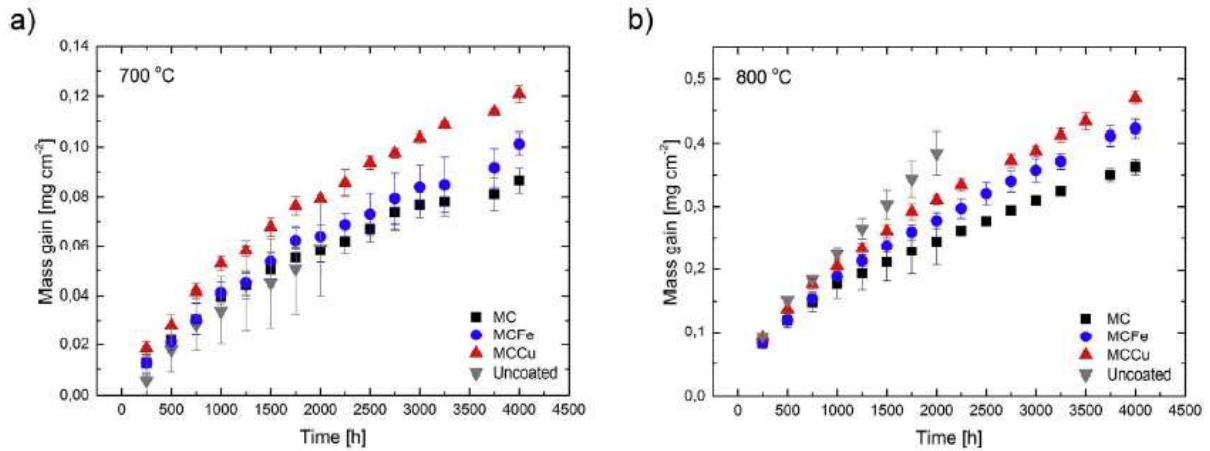 a)
700 °C
Mass gain [mg cm⁻²]
0,14
0,12
0,10
0,08
0,06
0,04
0,02
0,00
MC
MCFe
MCCu
Uncoated
0 500 1000 1500 2000 2500 3000 3500 4000 4500
Time [h]
b)
800 °C
Mass gain [mg cm⁻²]
0,5
0,4
0,3
0,2
0,1
0,0
MC
MCFe
MCCu
Uncoated
0 500 1000 1500 2000 2500 3000 3500 4000 4500
Time [h]